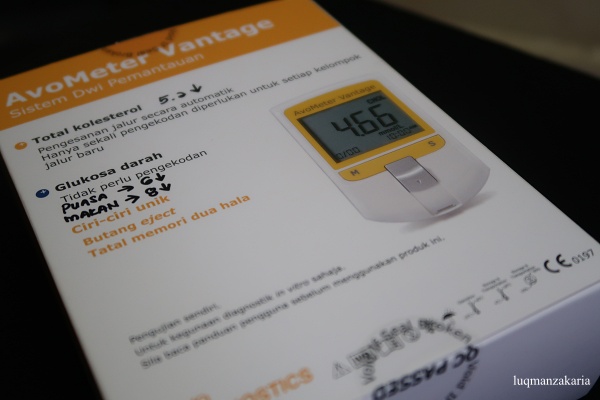 AvoMeter Vantage
Sistem Dwi Pemantauan
Total kolesterol 5.2 ↓
Pengesanan jalur secara automatik
Hanya sekali pengekodan diperlukan untuk setiap kelompok
jalur baru
Glukosa darah
Tidak perlu pengekodan
PUASA → 6 ↓
MAKAN → 8 ↓
Ciri-ciri unik
Butang eject
Tatal memori dua hala
AvoMeter Vantage
466
M S
Pengujian sendiri.
Untuk kegunaan diagnostik in vitro sahaja.
Sila baca panduan pengguna sebelum menggunakan produk ini.
CE 0197
QC PASSED
luqmanzakaria